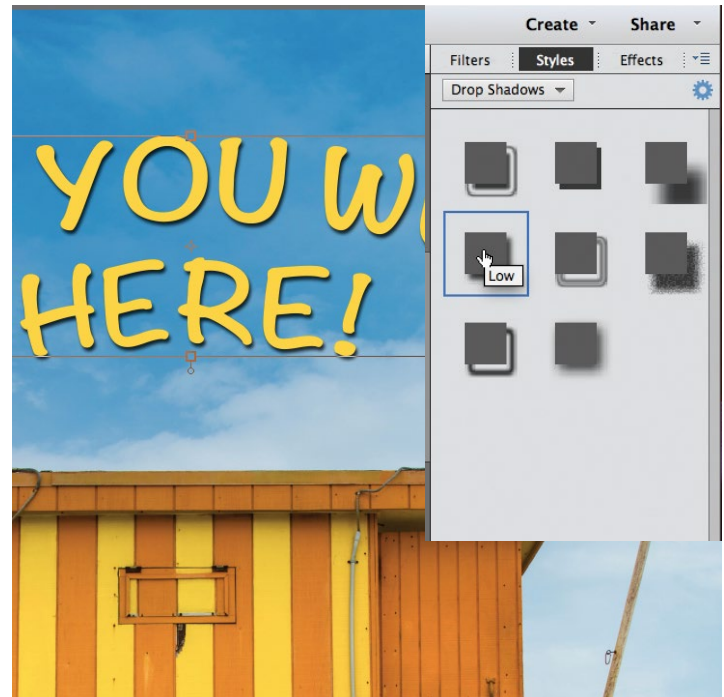 Create Share
Filters Styles Effects
Drop Shadows
YOU
Low
HERE!